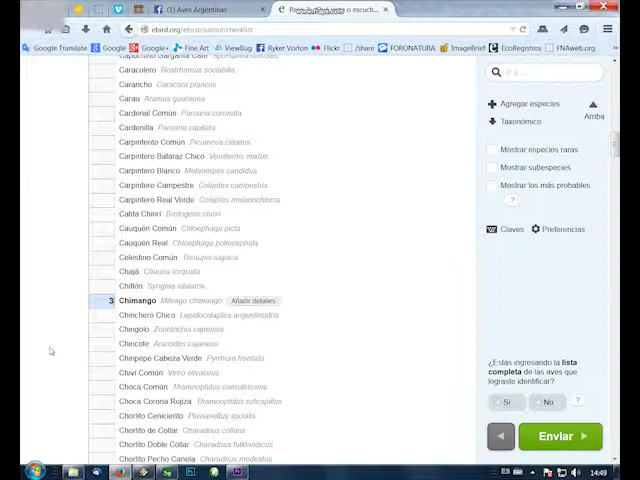 (1) Aves Argentinas
ebird.org/ebird/submit/checklist
Google Translate Google Google+ Fine Art ViewBug Ryker Vorton Flickr /share FORONATURA ImageBrief EcoRegistros FNAweb.org
Caracolero Rostrhamus sociabilis
Carancho Caracara plancus
Carau Aramus guarauna
Cardenal Común Paroaria coronata
Cardenilla Paroaria capitata
Carpinterito Común Picumnus cirratus
Carpintero Bataraz Chico Veniliornis mixtus
Carpintero Blanco Melanerpes candidus
Carpintero Campestre Colaptes campestris
Carpintero Real Verde Colaptes melanochloros
Catita Chirirí Brotogeris chiriri
Cauquén Común Chloephaga picta
Cauquén Real Chloephaga poliocephala
Celestino Común Thraupis sayaca
Chajá Chauna torquata
Chiflón Syrigma sibilatrix
3 Chimango Milvago chimango Añadir detalles
Chinchero Chico Lepidocolaptes angustirostris
Chingolo Zonotrichia capensis
Chiricote Aramides cajaneus
Chiripepé Cabeza Verde Pyrrhura frontalis
Chiví Común Vireo olivaceus
Choca Común Thamnophilus caerulescens
Choca Corona Rojiza Thamnophilus ruficapillus
Chorlito Ceniciento Pluvianellus socialis
Chorlito de Collar Charadrius collaris
Chorlito Doble Collar Charadrius falklandicus
Chorlito Pecho Canela Charadrius modestus
Agregar especies
Arriba
Taxonómico
Mostrar especies raras
Mostrar subespecies
Mostrar los más probables
?
Claves Preferencias
¿Estás ingresando la lista
completa de las aves que
lograste identificar?
Sí No ?
Enviar
ES 14:49